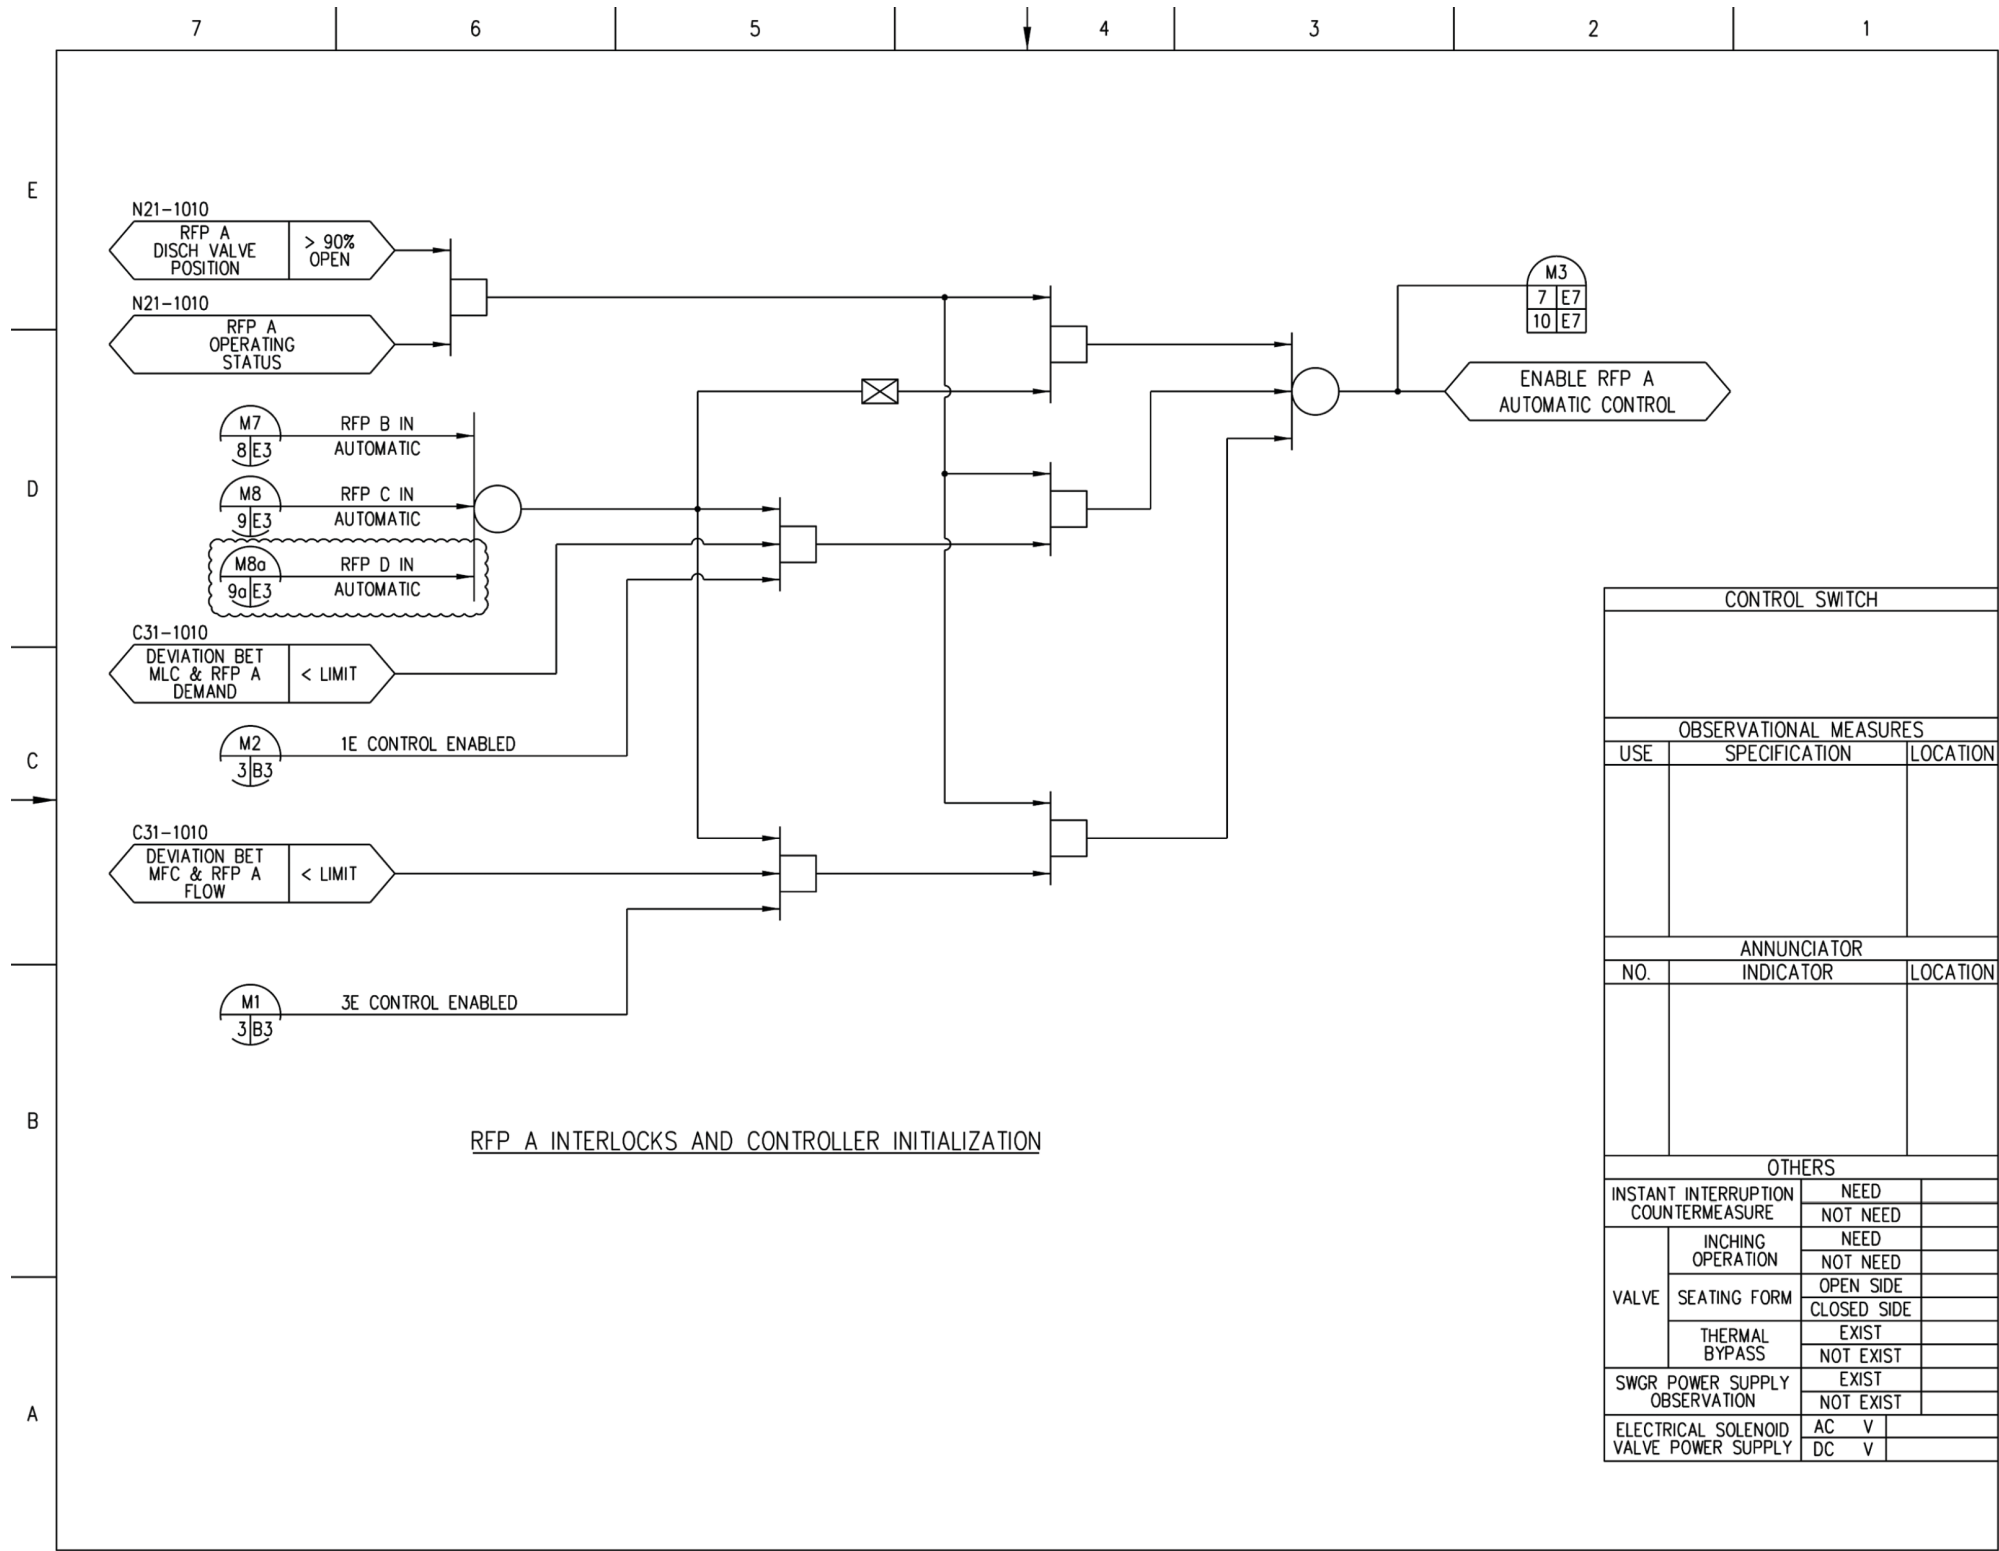 7 6 5 4 3 2 1
E
D
C
B
A
N21-1010
RFP A
DISCH VALVE
POSITION
> 90%
OPEN
N21-1010
RFP A
OPERATING
STATUS
M7
8 E3
RFP B IN
AUTOMATIC
M8
9 E3
RFP C IN
AUTOMATIC
M8a
9a E3
RFP D IN
AUTOMATIC
C31-1010
DEVIATION BET
MLC & RFP A
DEMAND
< LIMIT
M2
3 B3
1E CONTROL ENABLED
C31-1010
DEVIATION BET
MFC & RFP A
FLOW
< LIMIT
M1
3 B3
3E CONTROL ENABLED
M3
7 E7
10 E7
ENABLE RFP A
AUTOMATIC CONTROL
RFP A INTERLOCKS AND CONTROLLER INITIALIZATION
CONTROL SWITCH
OBSERVATIONAL MEASURES
USE SPECIFICATION LOCATION
ANNUNCIATOR
NO. INDICATOR LOCATION
OTHERS
INSTANT INTERRUPTION
COUNTERMEASURE
NEED
NOT NEED
VALVE
INCHING
OPERATION
NEED
NOT NEED
SEATING FORM
OPEN SIDE
CLOSED SIDE
THERMAL
BYPASS
EXIST
NOT EXIST
SWGR POWER SUPPLY
OBSERVATION
EXIST
NOT EXIST
ELECTRICAL SOLENOID
VALVE POWER SUPPLY
AC V
DC V